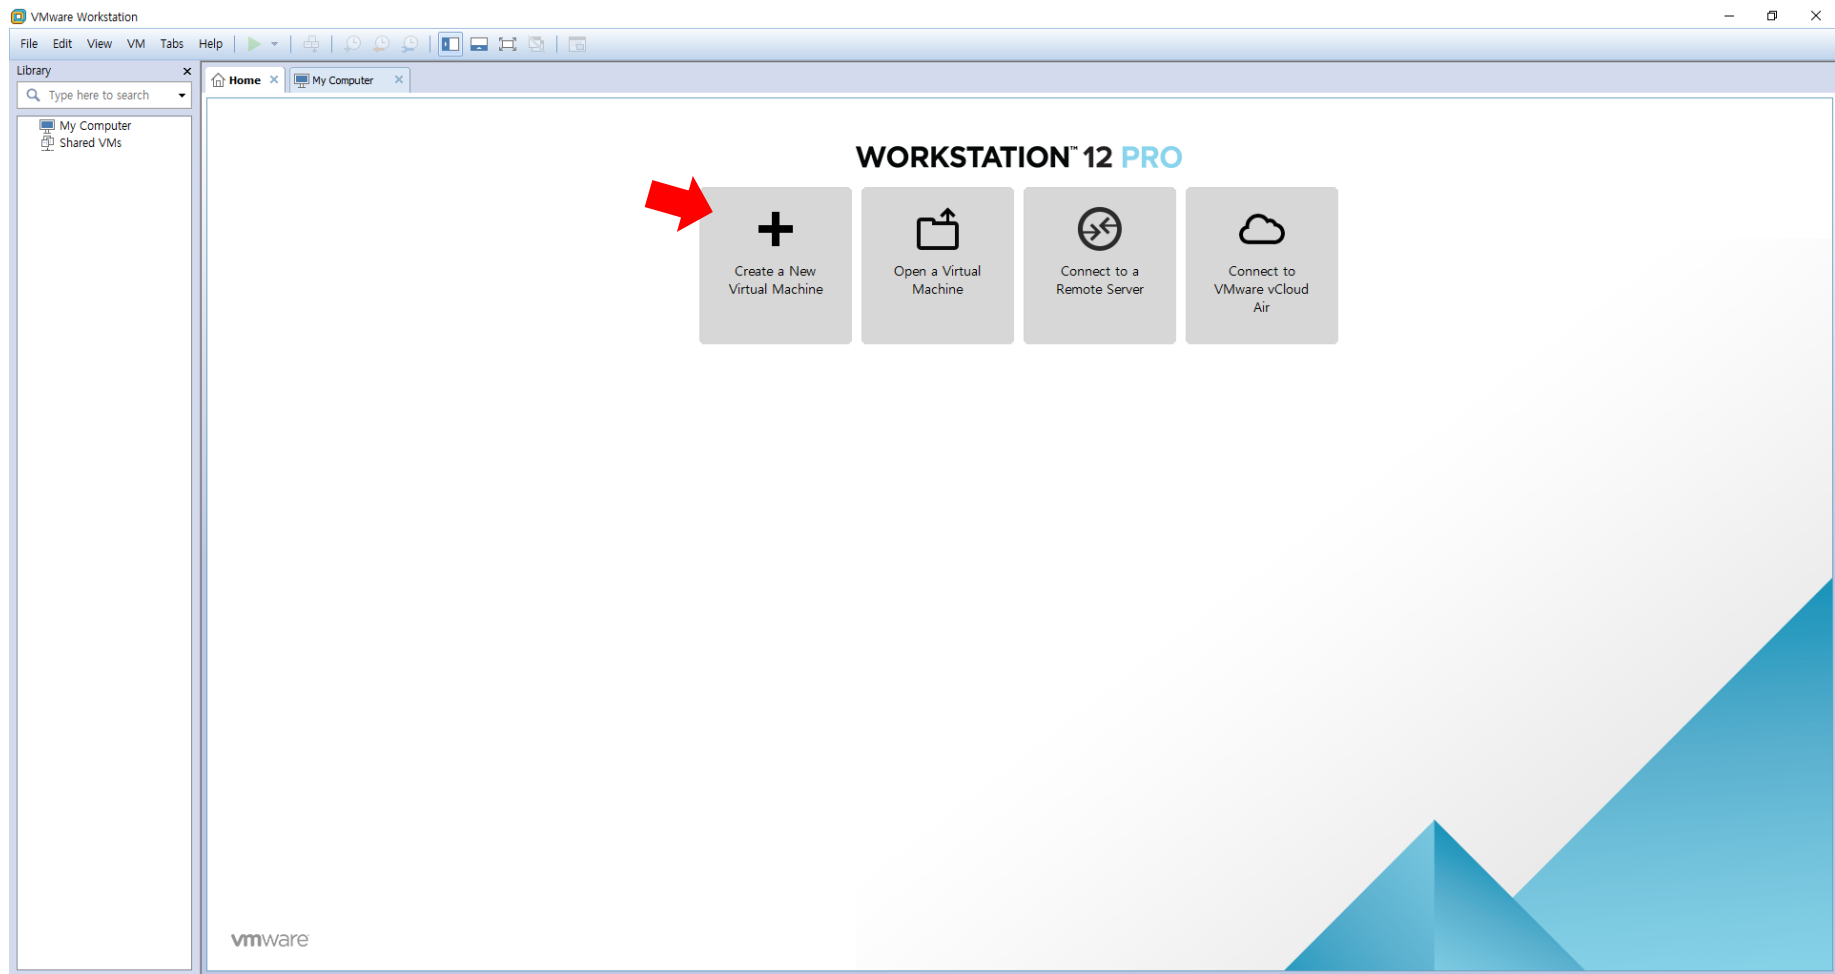 VMware Workstation
File Edit View VM Tabs Help
Library
Type here to search
My Computer
Shared VMs
Home
My Computer
WORKSTATION™ 12 PRO
Create a New
Virtual Machine
Open a Virtual
Machine
Connect to a
Remote Server
Connect to
VMware vCloud
Air
vmware